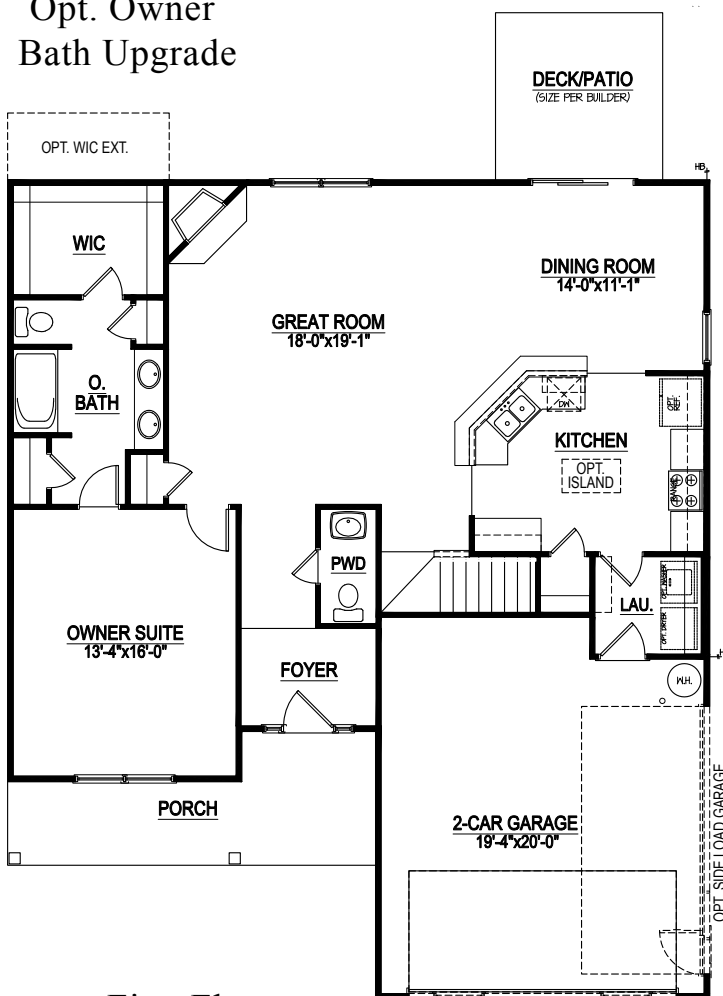 Opt. Owner
Bath Upgrade
DECK/PATIO
(SIZE PER BUILDER)
OPT. WIC EXT.
HB
WIC
DINING ROOM
14'-0"x11'-1"
GREAT ROOM
18'-0"x19'-1"
O.
BATH
DW
OPT.
REF.
KITCHEN
OPT.
ISLAND
RANGE
PWD
OPT. WASHER
LAU.
OPT. DRYER
OWNER SUITE
13'-4"x16'-0"
FOYER
W.H.
PORCH
2-CAR GARAGE
19'-4"x20'-0"
OPT. SIDE LOAD GARAGE